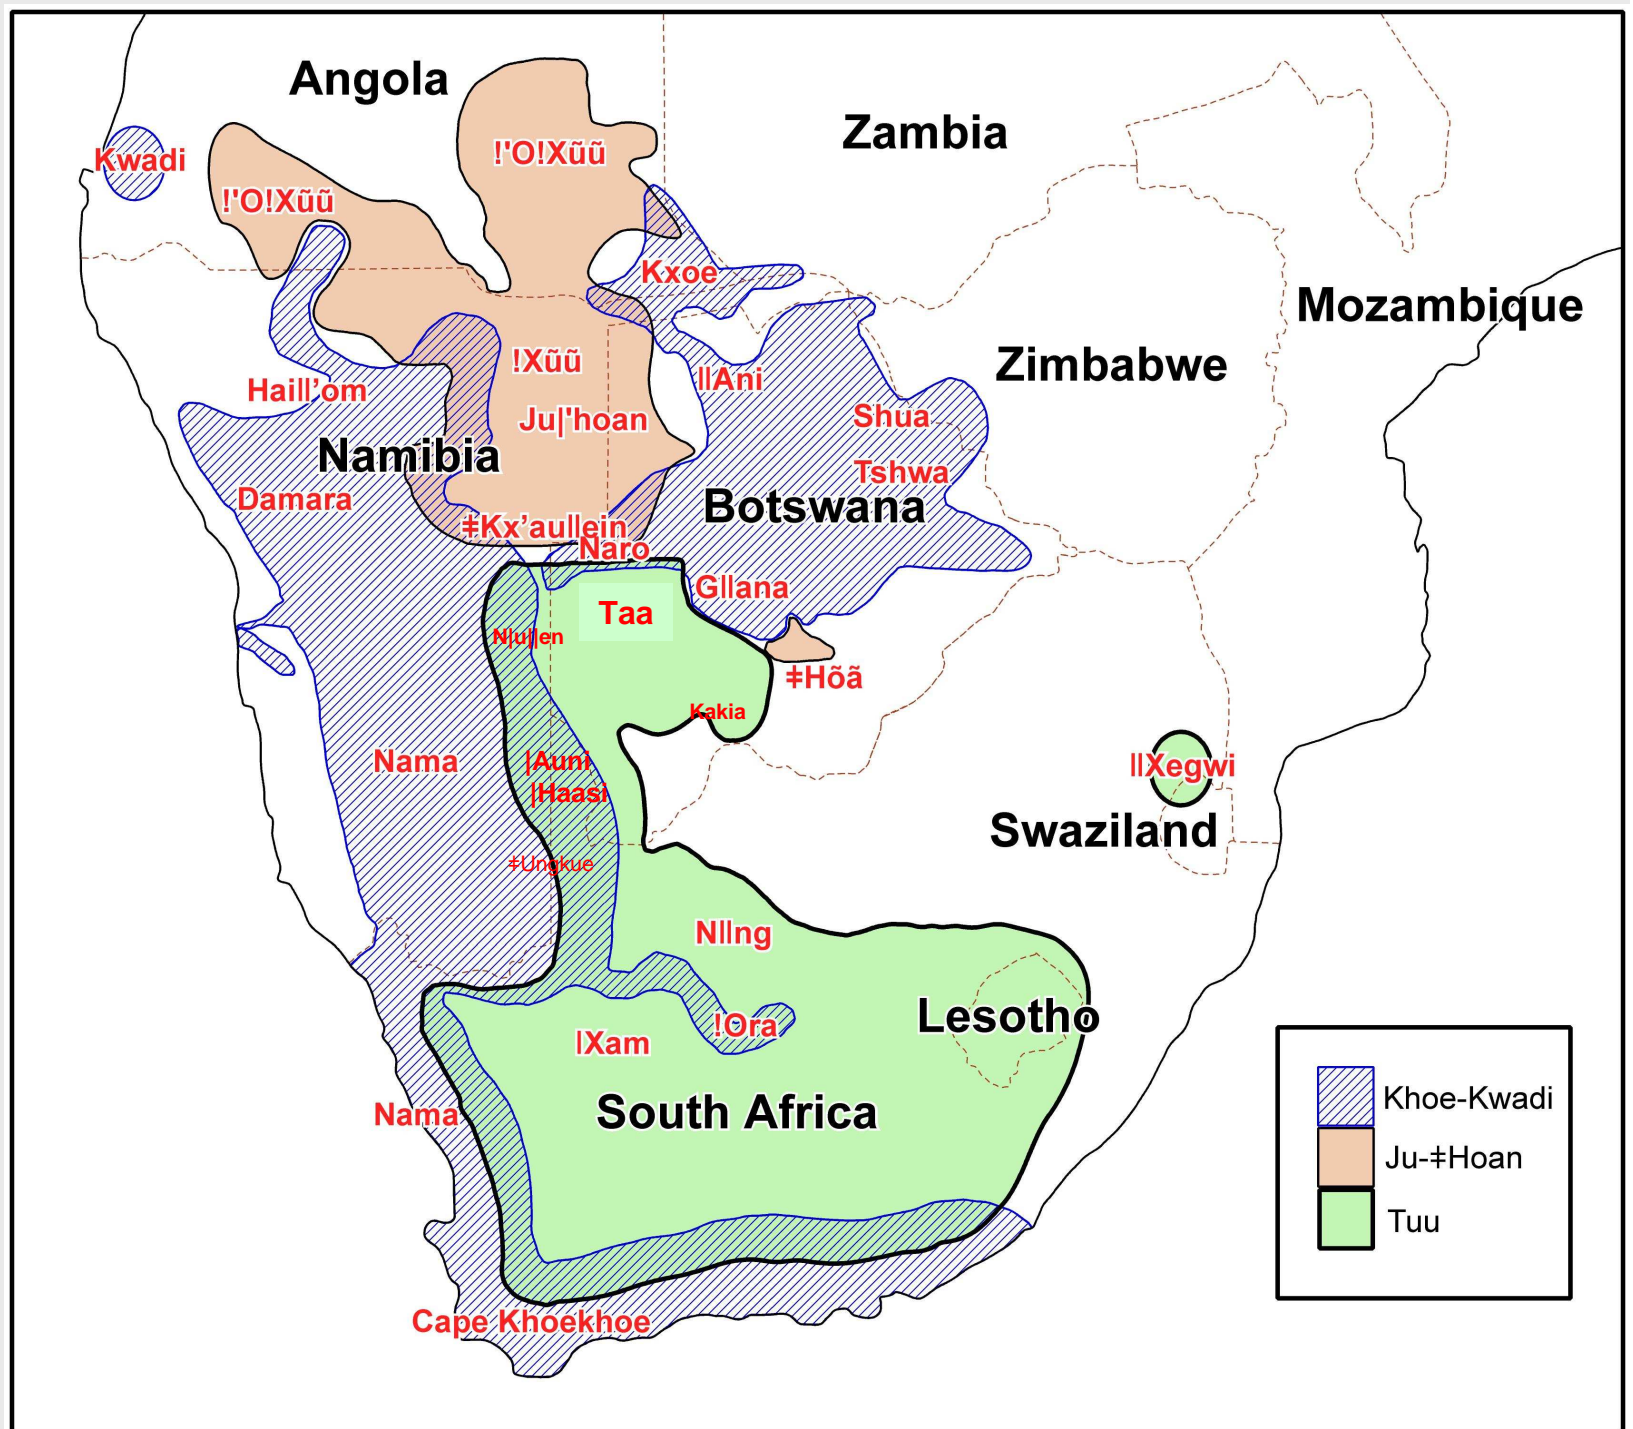 Angola
Zambia
!'O!Xũũ
Kwadi
!'O!Xũũ
Kxoe
Mozambique
!Xũũ
Zimbabwe
ǁAni
Haiǁ’om
Shua
Ju|'hoan
Namibia
Tshwa
Damara
Botswana
ǂKx’auǁein
Naro
Gǁana
Taa
N|u||en
ǂHõã
Kakia
Nama
|Auni
ǁXegwi
|Haasi
Swaziland
ǂUngkue
Nǁng
Lesotho
!Ora
ǀXam
Khoe-Kwadi
South Africa
Nama
Ju-ǂHoan
Tuu
Cape Khoekhoe